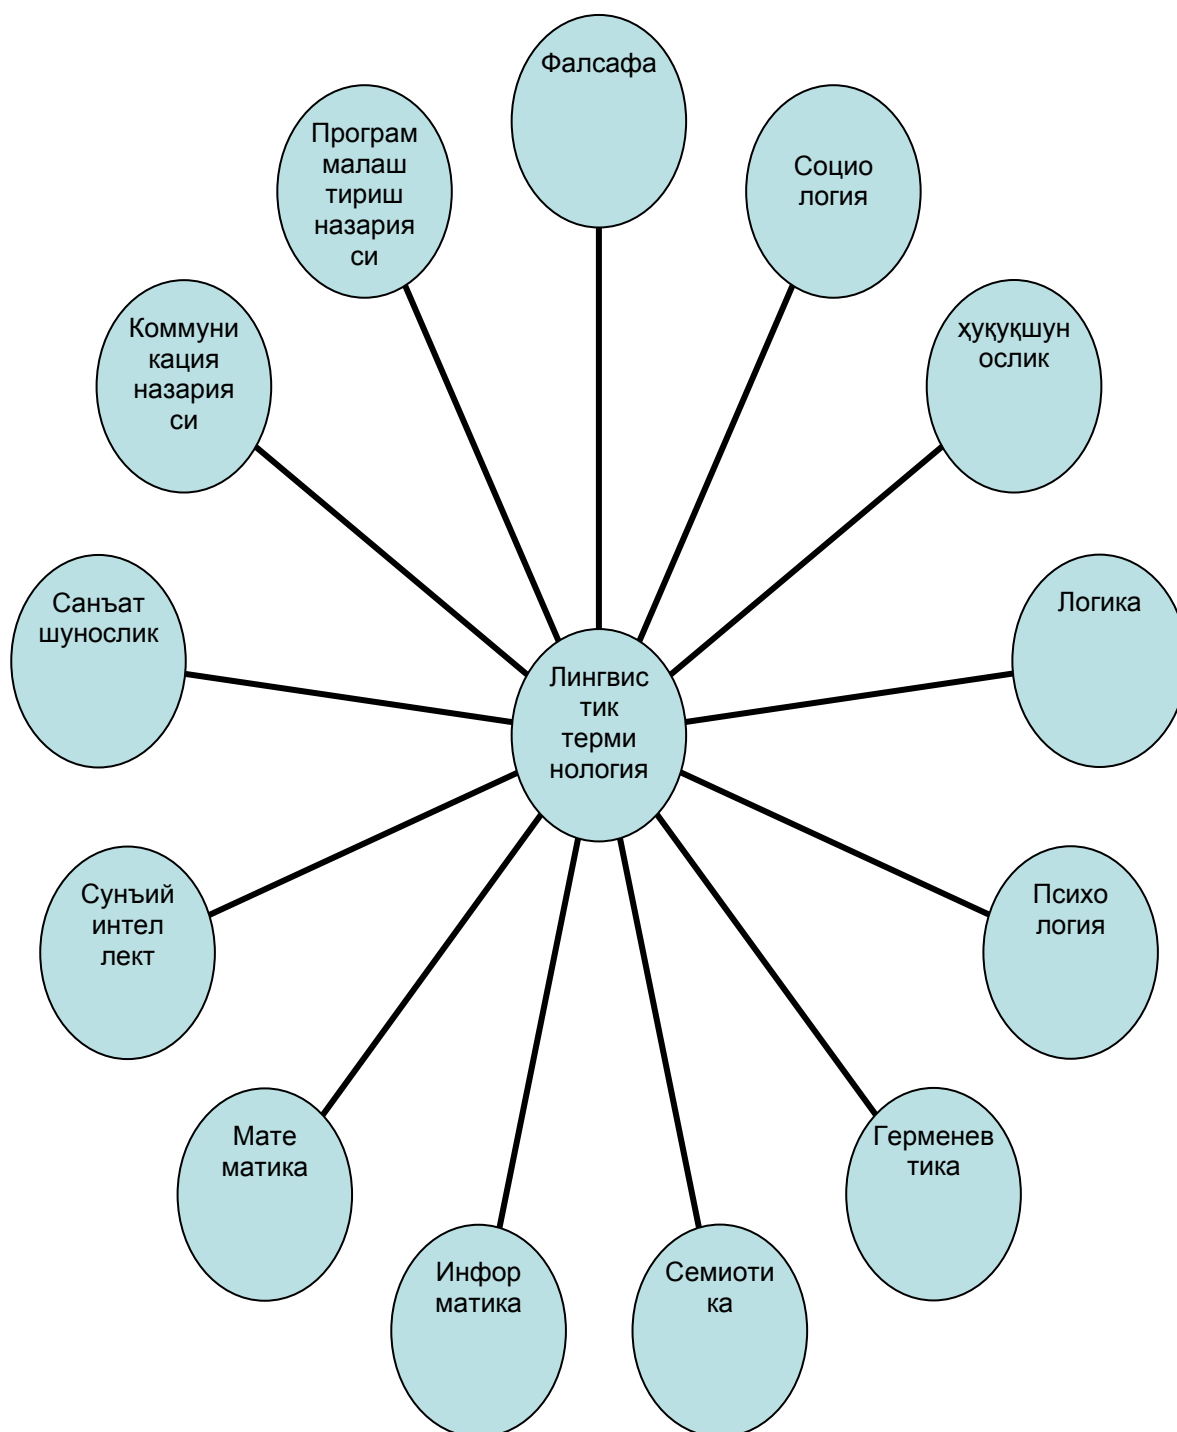 Фалсафа
Програм
малаш
тириш
назария
си
Социо
логия
Коммуни
кация
назария
си
ҳуқуқшун
ослик
Санъат
шунослик
Логика
Лингвис
тик
терми
нология
Сунъий
интел
лект
Психо
логия
Мате
матика
Герменев
тика
Инфор
матика
Семиоти
ка